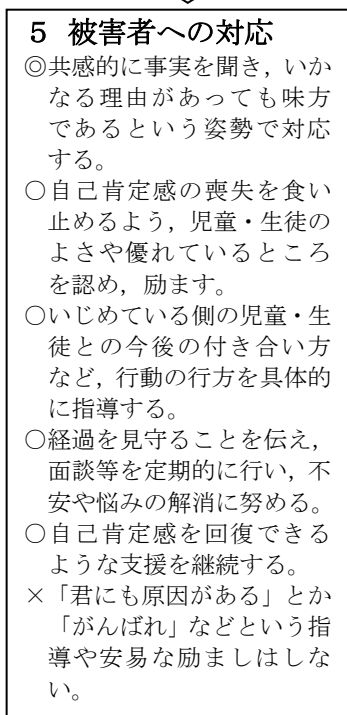 ５ 被害者への対応
◎共感的に事実を聞き，いか
なる理由があっても味方
であるという姿勢で対応
する。
○自己肯定感の喪失を食い
止めるよう，児童・生徒の
よさや優れているところ
を認め，励ます。
○いじめている側の児童・生
徒との今後の付き合い方
など，行動の行方を具体的
に指導する。
○経過を見守ることを伝え，
面談等を定期的に行い，不
安や悩みの解消に努める。
○自己肯定感を回復できる
ような支援を継続する。
×「君にも原因がある」とか
「がんばれ」などという指
導や安易な励ましはしな
い。